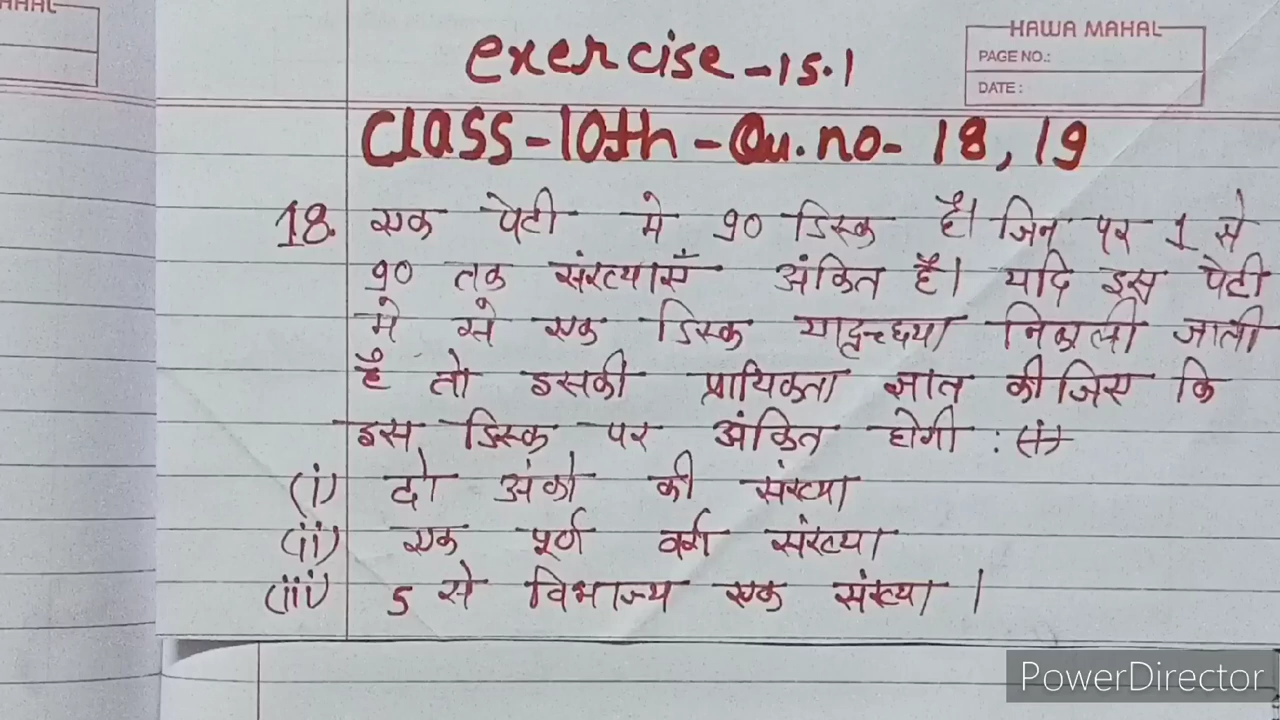 AHAL
HAWA MAHAL
PAGE NO.:
DATE :
exercise-15.1
Class-10th-Qu.no- 18, 19
18. एक पेटी मे 90 डिस्क है। जिन पर 1 से
90 तक संख्याएँ अंकित है। यदि इस पेटी
मे से एक डिस्क यादृच्छया निकाली जाती
है तो इसकी प्रायिकता ज्ञात कीजिए कि
इस डिस्क पर अंकित होगी :
(i) दो अंको की संख्या
(ii) एक पूर्ण वर्ग संख्या
(iii) 5 से विभाज्य एक संख्या ।
PowerDirector